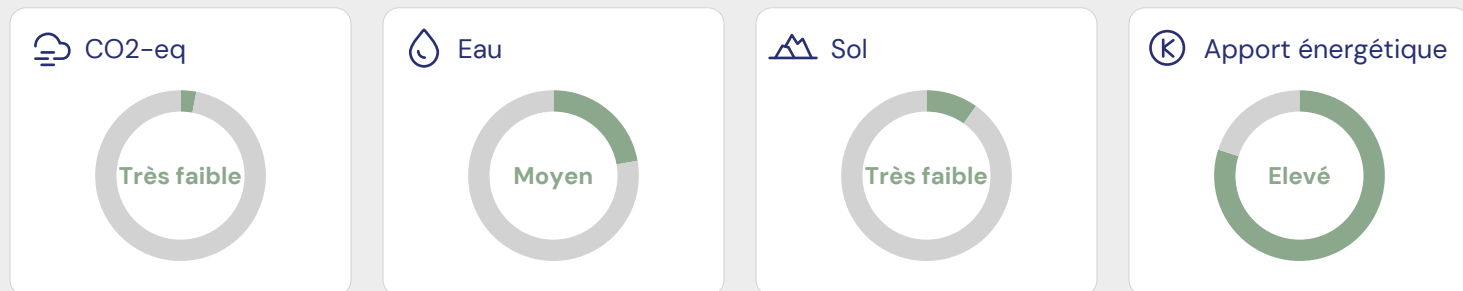 CO2-eq
Très faible
Eau
Moyen
Sol
Très faible
Apport énergétique
Elevé